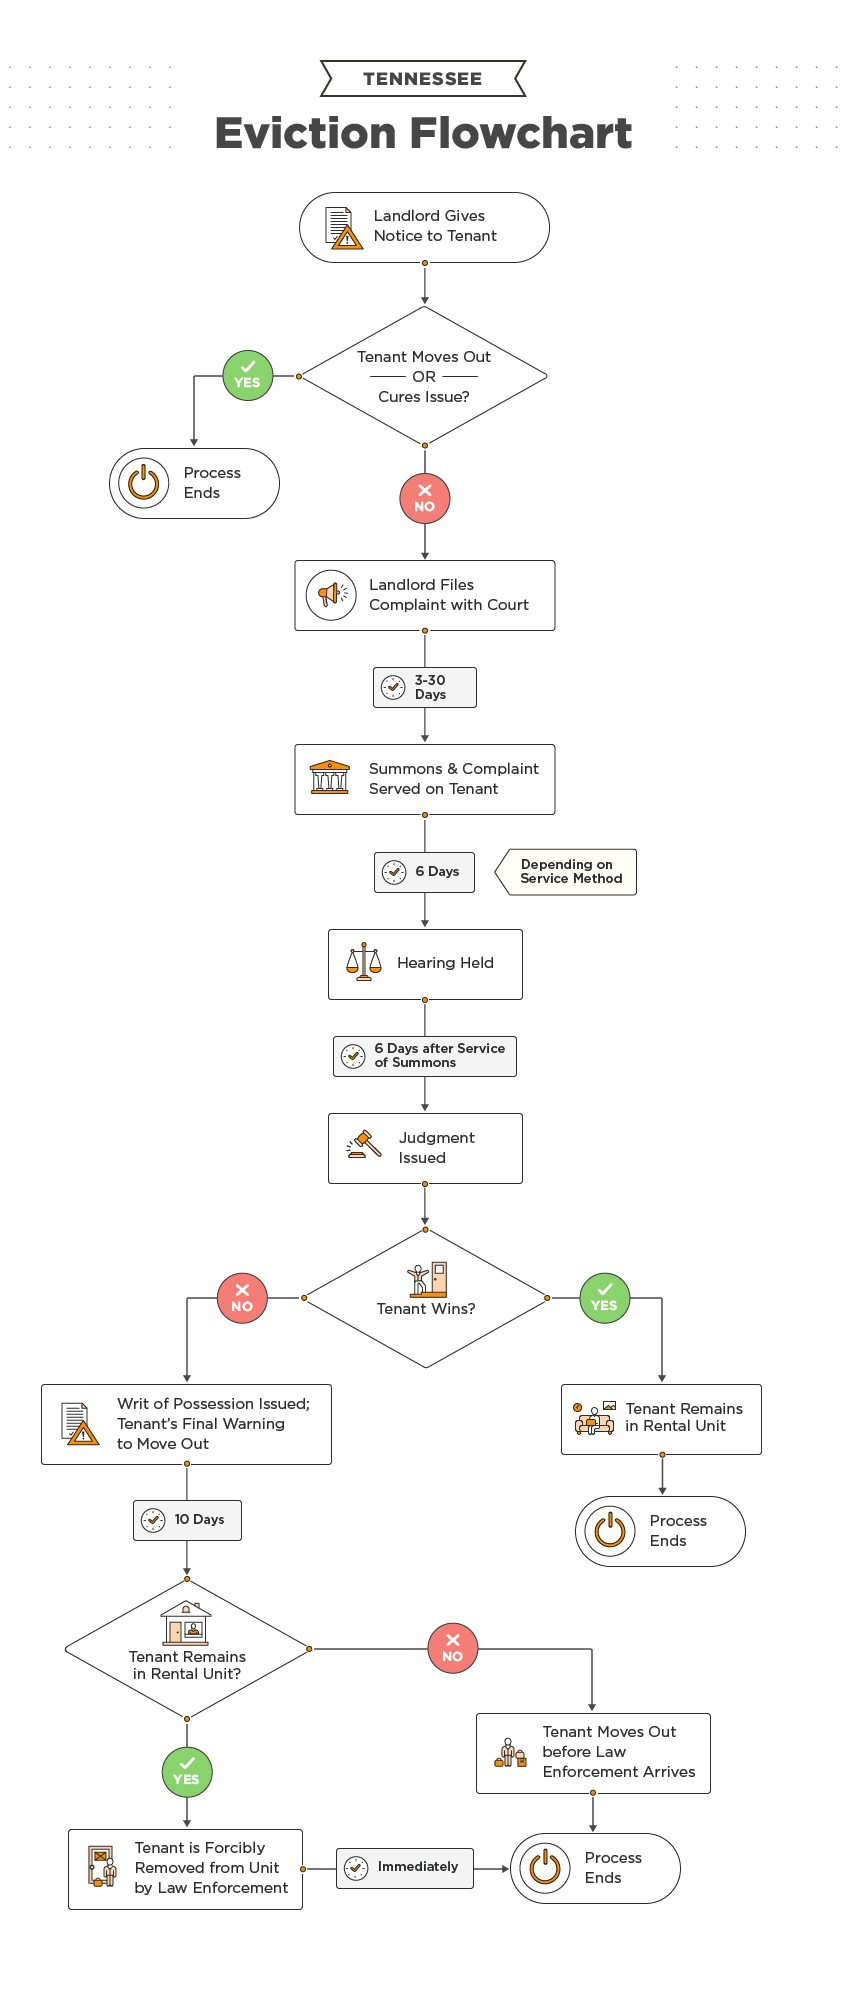 TENNESSEE
Eviction Flowchart
Landlord Gives
Notice to Tenant
Tenant Moves Out
OR
Cures Issue?
YES
Process
Ends
NO
Landlord Files
Complaint with Court
3-30
Days
Summons & Complaint
Served on Tenant
6 Days
Depending on
Service Method
Hearing Held
6 Days after Service
of Summons
Judgment
Issued
Tenant Wins?
NO
YES
Writ of Possession Issued;
Tenant's Final Warning
to Move Out
Tenant Remains
in Rental Unit
10 Days
Process
Ends
Tenant Remains
in Rental Unit?
NO
Tenant Moves Out
before Law
Enforcement Arrives
YES
Tenant is Forcibly
Removed from Unit
by Law Enforcement
Immediately
Process
Ends